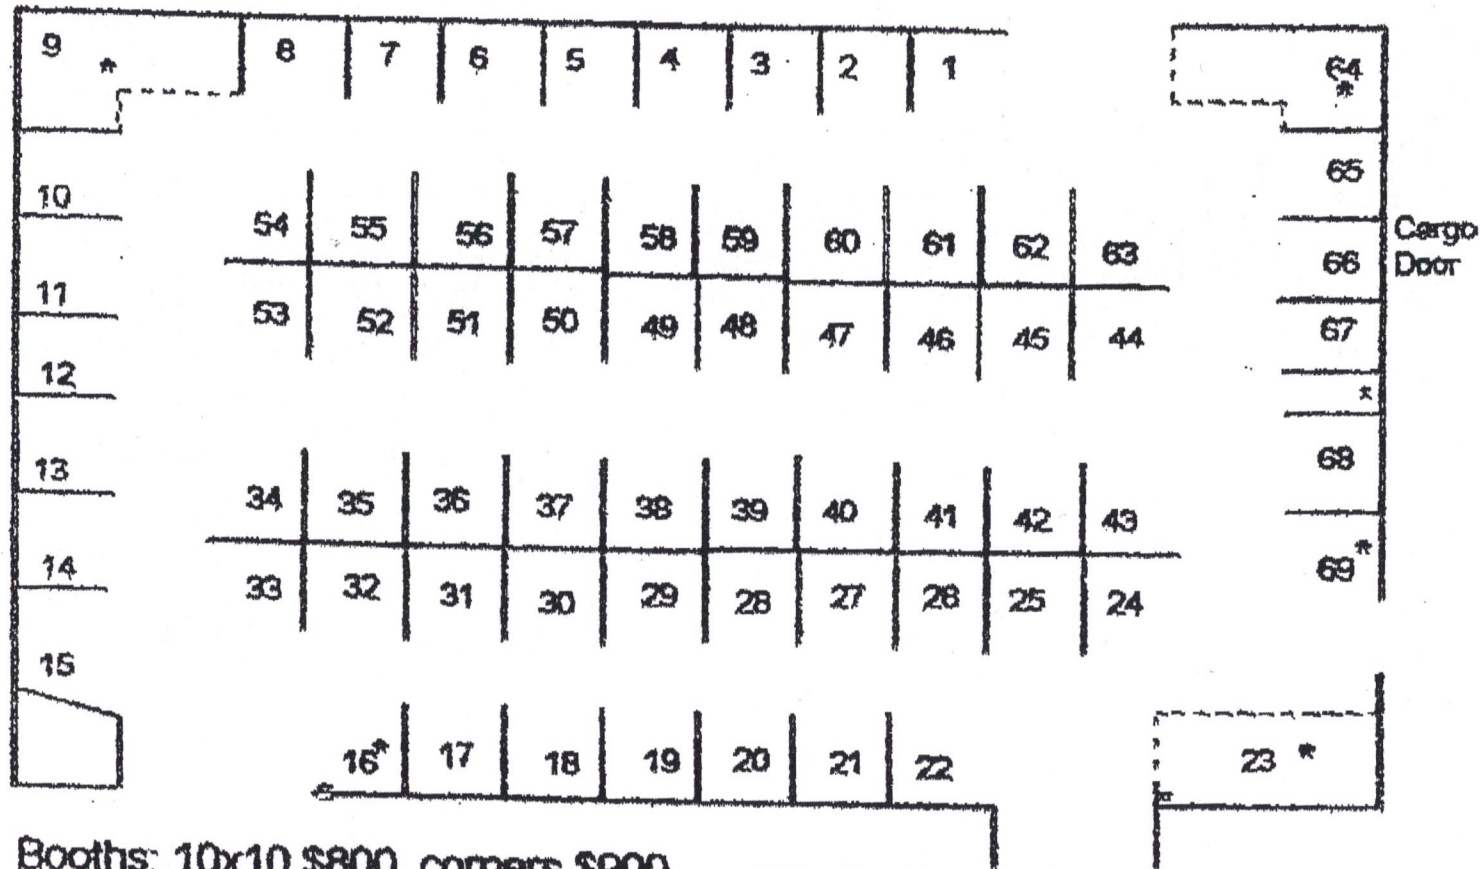 9 * 8 7 6 5 4 3 2 1 64 *
65
10 54 55 56 57 58 59 60 61 62 63 66 Cargo Door
11 53 52 51 50 49 48 47 46 45 44 67
12 *
13 34 35 36 37 38 39 40 41 42 43 68
14 33 32 31 30 29 28 27 26 25 24 69*
15
16* 17 18 19 20 21 22 23 *
Booths: 10x10 $800, corners $900